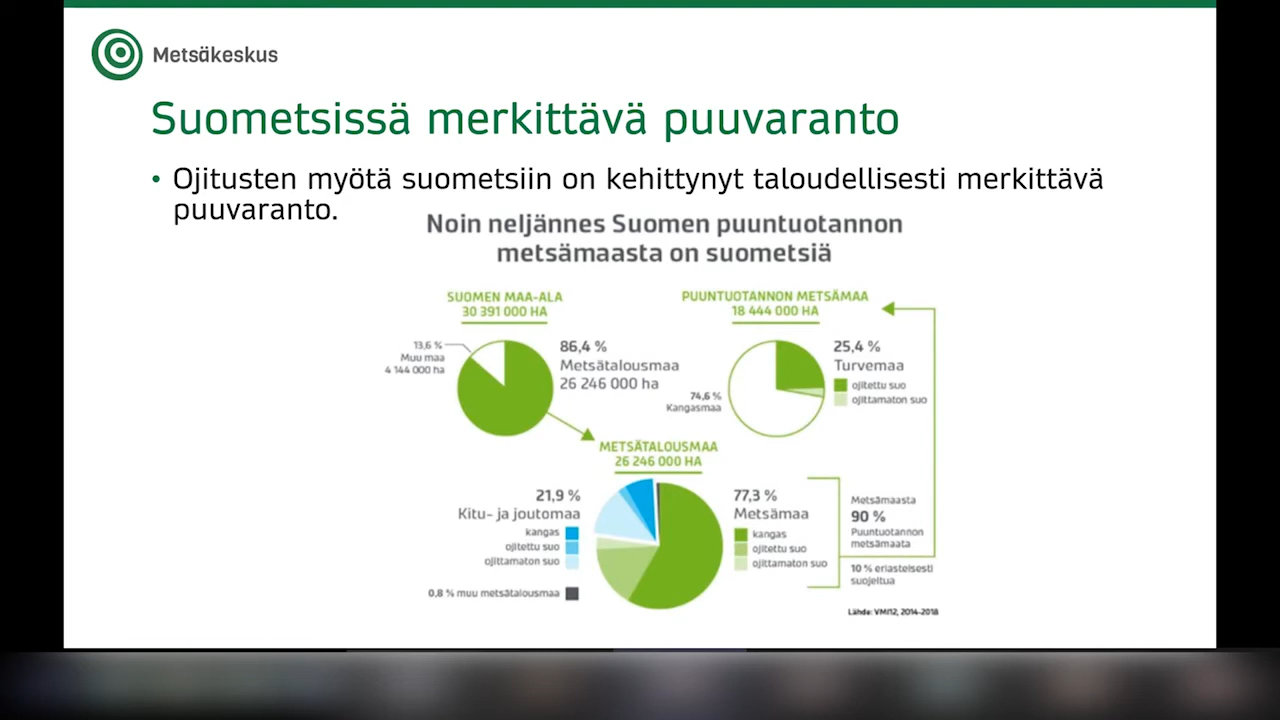 Metsäkeskus
Suometsissä merkittävä puuvaranto
• Ojitusten myötä suometsiin on kehittynyt taloudellisesti merkittävä
puuvaranto.
Noin neljännes Suomen puuntuotannon
metsämaasta on suometsiä
SUOMEN MAA-ALA
30 391 000 HA
13,6 %
Muu maa
4 144 000 ha
86,4 %
Metsätalousmaa
26 246 000 ha
PUUNTUOTANNON METSÄMAA
18 444 000 HA
25,4 %
Turvemaa
ojitettu suo
ojittamaton suo
74,6 %
Kangasmaa
METSÄTALOUSMAA
26 246 000 HA
21,9 %
Kitu- ja joutomaa
kangas
ojitettu suo
ojittamaton suo
0,8 % muu metsätalousmaa
77,3 %
Metsämaa
kangas
ojitettu suo
ojittamaton suo
Metsämaasta
90 %
Puuntuotannon
metsämaata
10 % eriasteisesti
suojeltua
Lähde: VMI12, 2014-2018